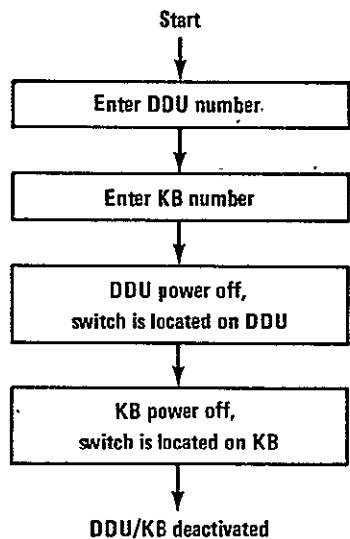 Start
Enter DDU number.
Enter KB number
DDU power off,
switch is located on DDU
KB power off,
switch is located on KB
DDU/KB deactivated